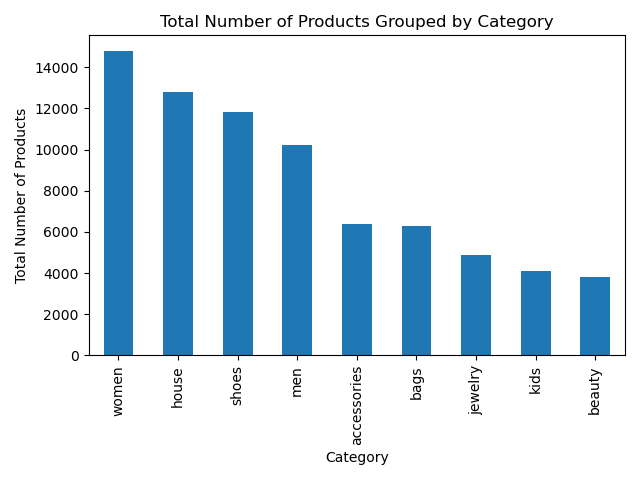 Total Number of Products Grouped by Category
Total Number of Products
14000
12000
10000
8000
6000
4000
2000
0
women
house
shoes
men
accessories
bags
jewelry
kids
beauty
Category